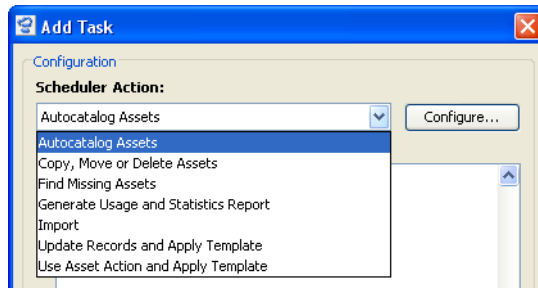 Add Task
Configuration
Scheduler Action:
Autocatalog Assets
Configure...
Autocatalog Assets
Copy, Move or Delete Assets
Find Missing Assets
Generate Usage and Statistics Report
Import
Update Records and Apply Template
Use Asset Action and Apply Template